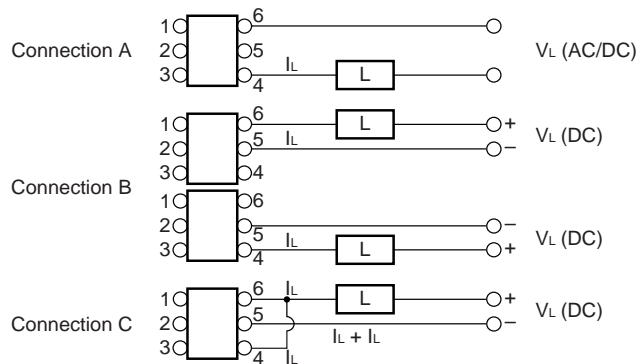 Connection A
1 6
2 5
3 4
IL L
VL (AC/DC)
Connection B
1 6
2 5
3 4
L +
IL −
VL (DC)
1 6
2 5
3 4
−
IL L +
VL (DC)
Connection C
1 6
2 5
3 4
IL L +
−
IL + IL
IL
VL (DC)